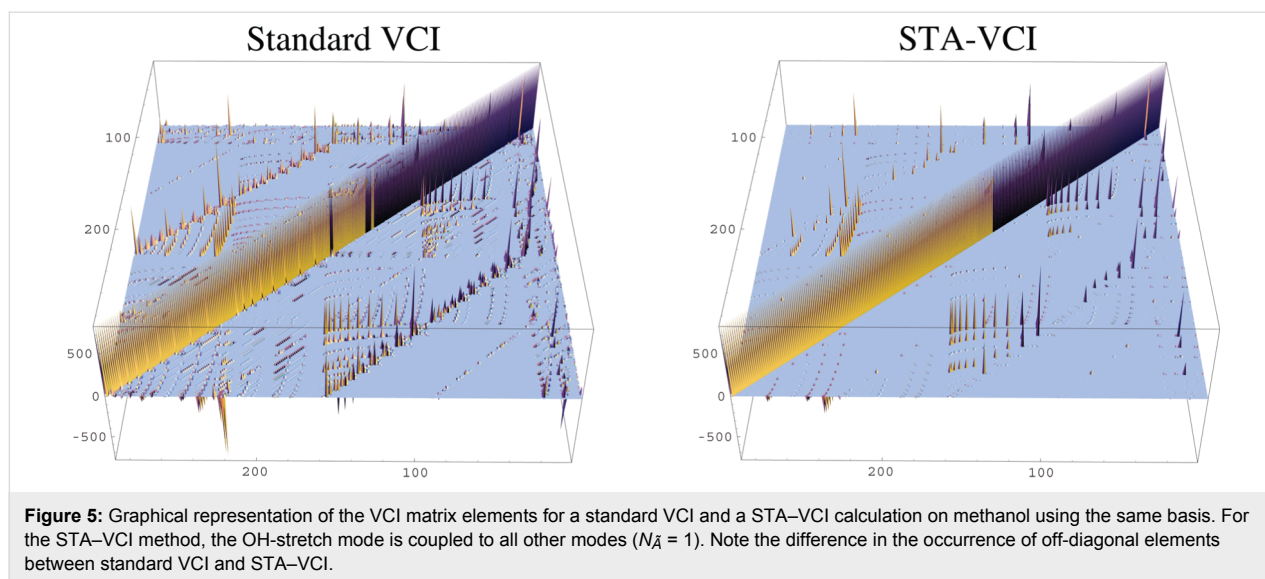 Standard VCI
STA-VCI
100
200
500
0
-500
200
100
100
200
500
0
-500
200
100
Figure 5: Graphical representation of the VCI matrix elements for a standard VCI and a STA–VCI calculation on methanol using the same basis. For
the STA–VCI method, the OH-stretch mode is coupled to all other modes (NÃ = 1). Note the difference in the occurrence of off-diagonal elements
between standard VCI and STA–VCI.